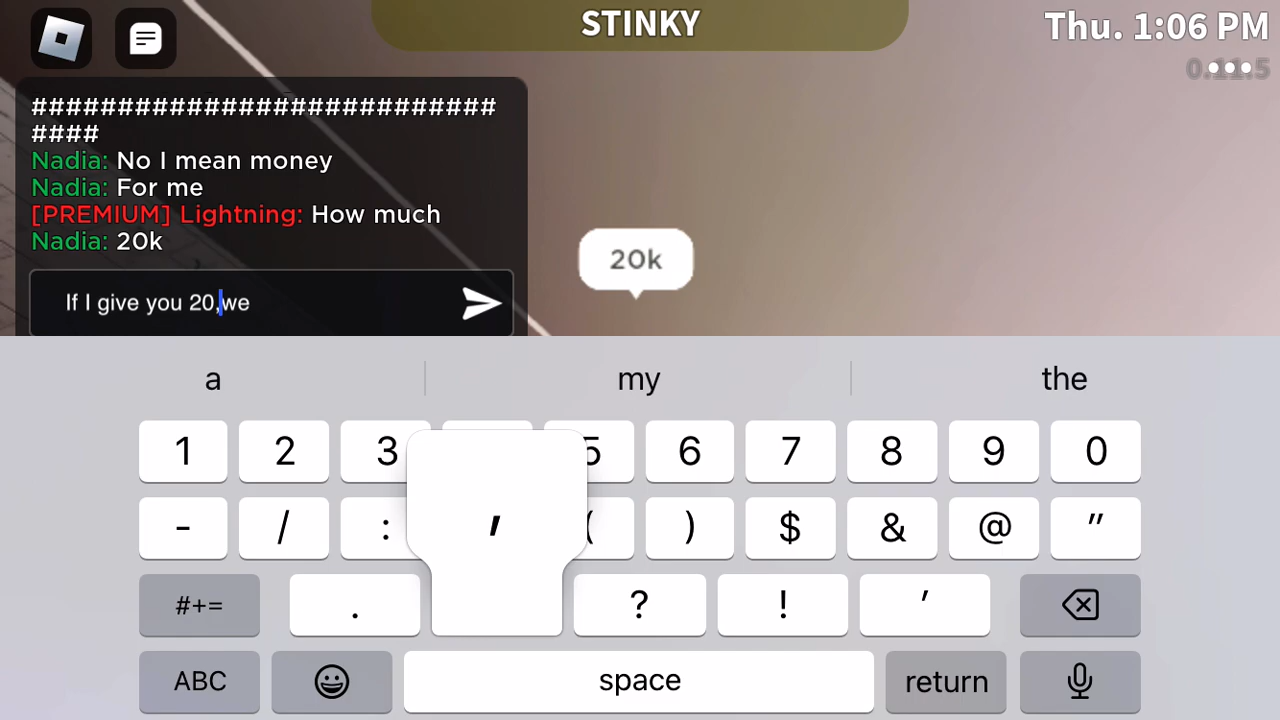 STINKY
Thu. 1:06 PM
###########################
####
Nadia: No I mean money
Nadia: For me
[PREMIUM] Lightning: How much
Nadia: 20k
20k
If I give you 20,we
a my the
1 2 3 5 6 7 8 9 0
- / : , ( ) $ & @ "
#+= . ? ! '
ABC space return